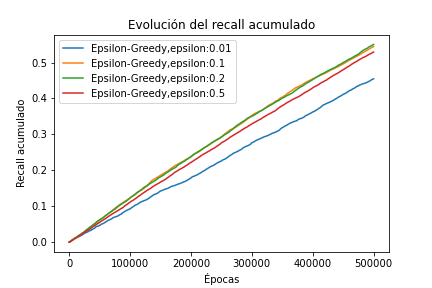 Evolución del recall acumulado
Epsilon-Greedy,epsilon:0.01
Epsilon-Greedy,epsilon:0.1
Epsilon-Greedy,epsilon:0.2
Epsilon-Greedy,epsilon:0.5
Recall acumulado
0.5
0.4
0.3
0.2
0.1
0.0
0 100000 200000 300000 400000 500000
Épocas